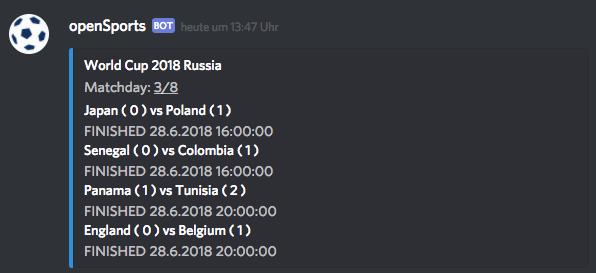 openSports BOT heute um 13:47 Uhr
World Cup 2018 Russia
Matchday: 3/8
Japan ( 0 ) vs Poland ( 1 )
FINISHED 28.6.2018 16:00:00
Senegal ( 0 ) vs Colombia ( 1 )
FINISHED 28.6.2018 16:00:00
Panama ( 1 ) vs Tunisia ( 2 )
FINISHED 28.6.2018 20:00:00
England ( 0 ) vs Belgium ( 1 )
FINISHED 28.6.2018 20:00:00